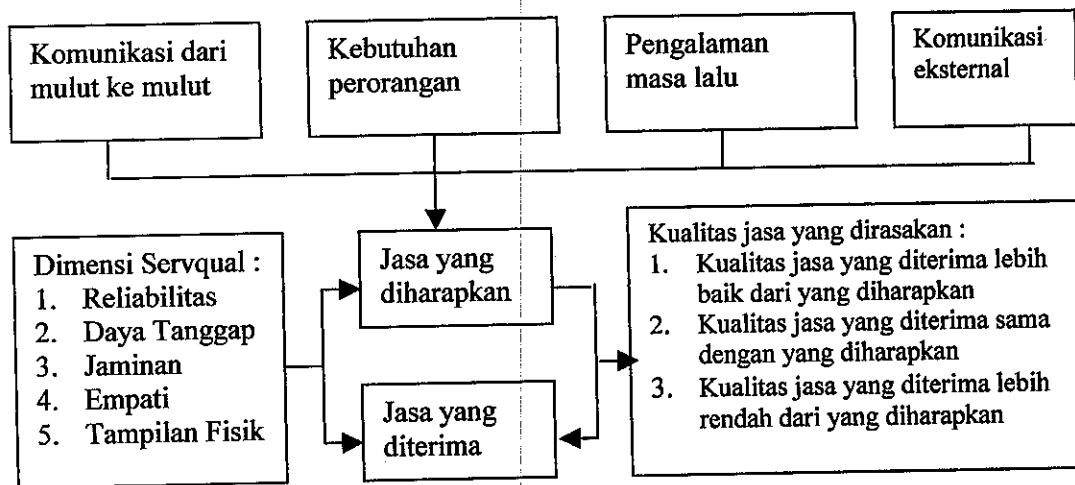 Komunikasi dari
mulut ke mulut
Kebutuhan
perorangan
Pengalaman
masa lalu
Komunikasi
eksternal
Dimensi Servqual :
1. Reliabilitas
2. Daya Tanggap
3. Jaminan
4. Empati
5. Tampilan Fisik
Jasa yang
diharapkan
Jasa yang
diterima
Kualitas jasa yang dirasakan :
1. Kualitas jasa yang diterima lebih
baik dari yang diharapkan
2. Kualitas jasa yang diterima sama
dengan yang diharapkan
3. Kualitas jasa yang diterima lebih
rendah dari yang diharapkan